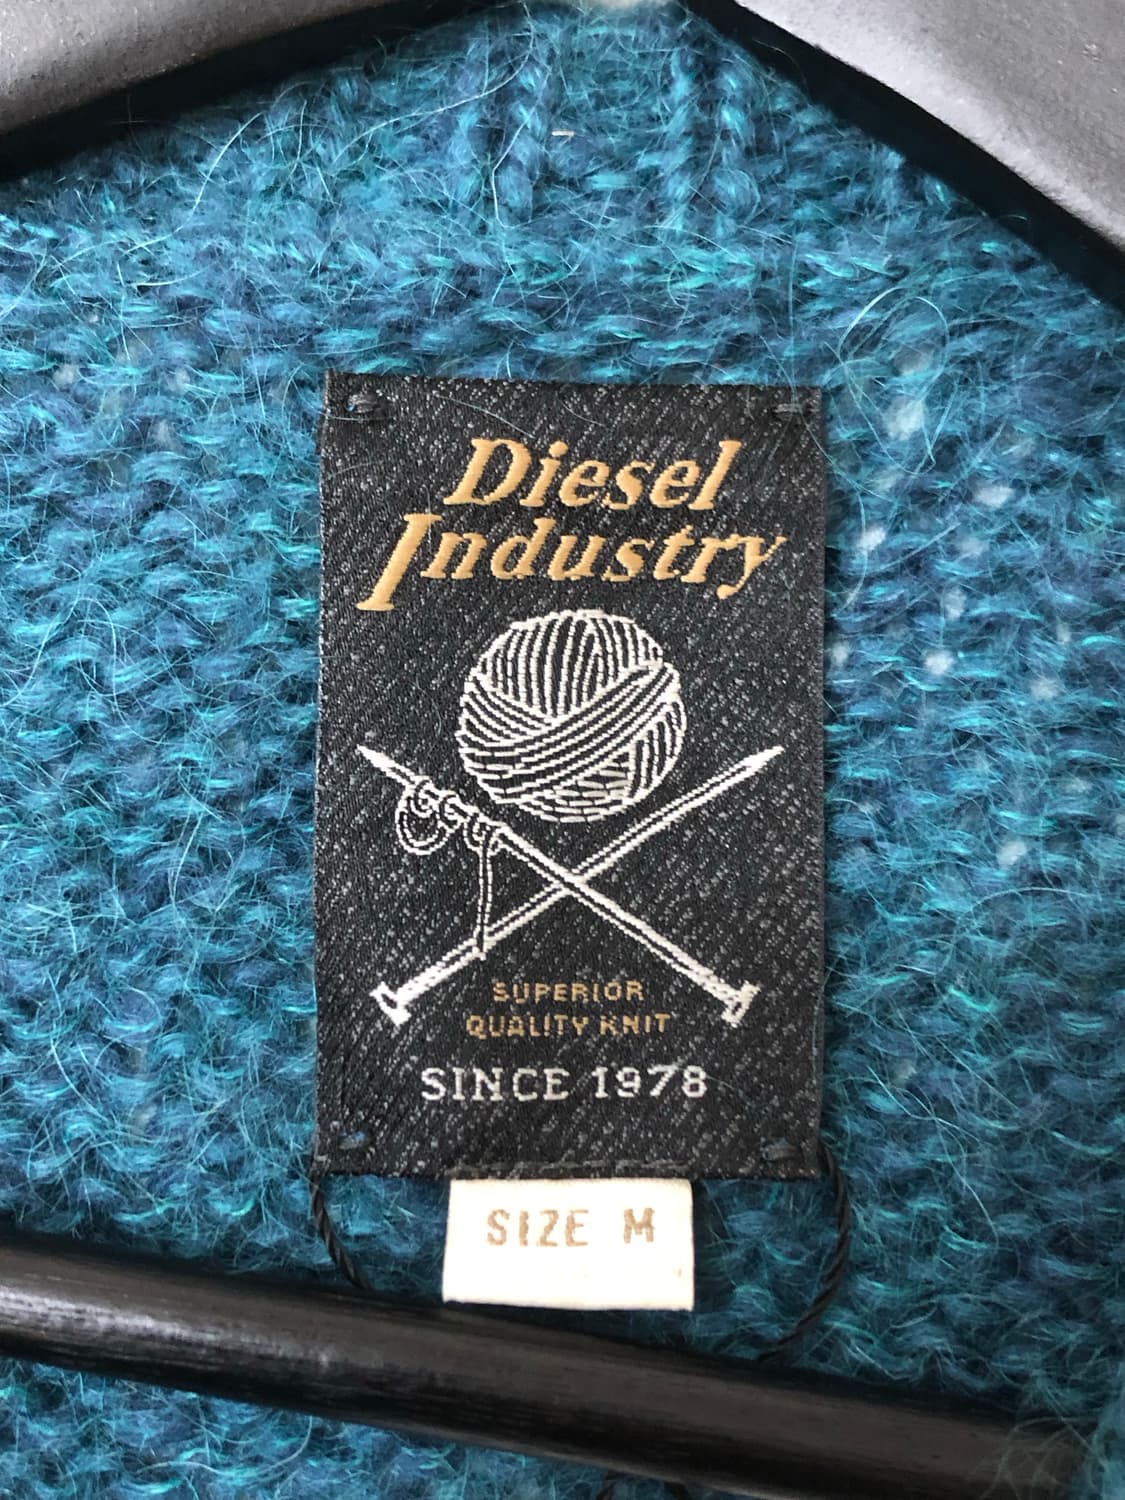 Diesel
Industry
SUPERIOR
QUALITY KNIT
SINCE 1978
SIZE M